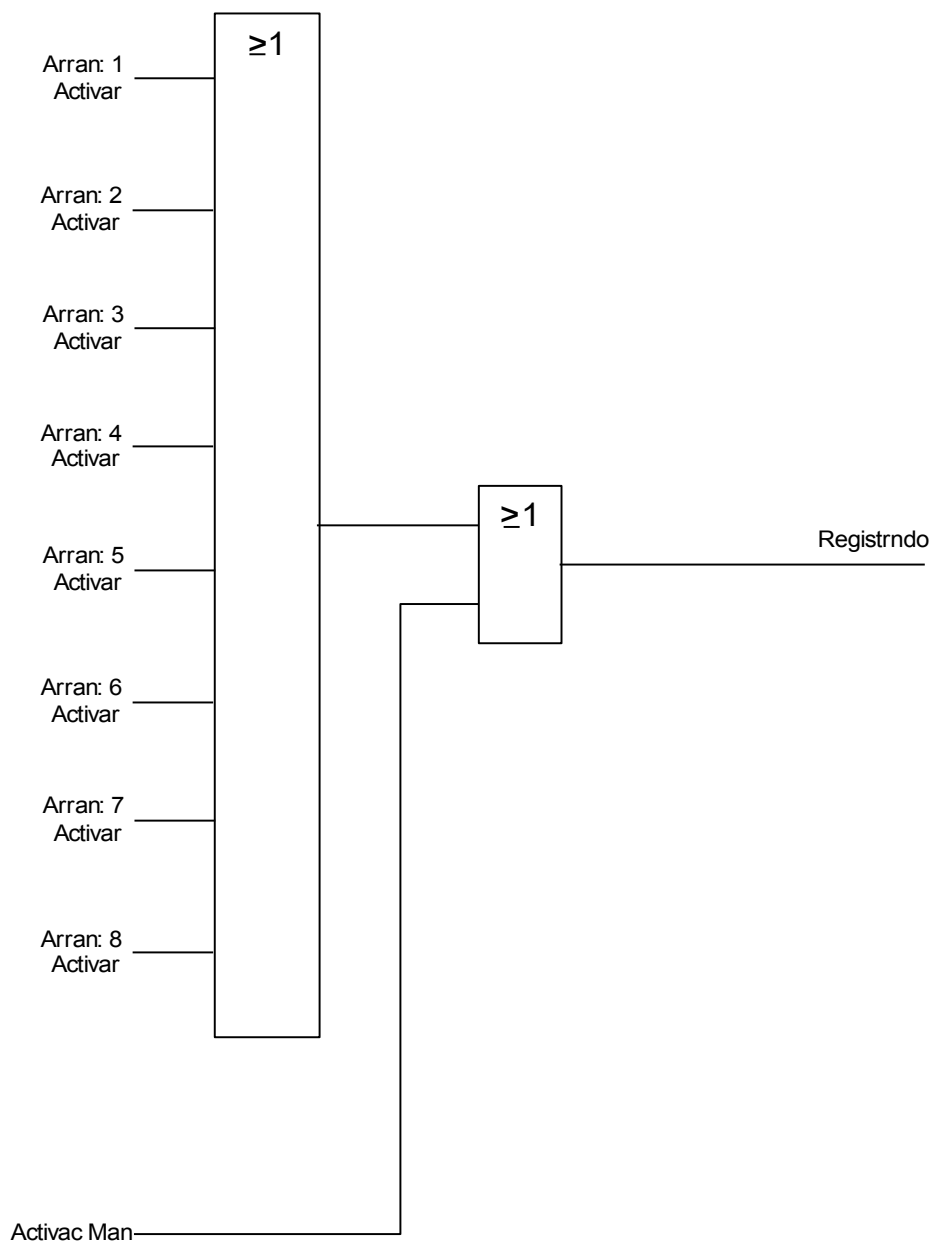 ≥1
Arran: 1
Activar
Arran: 2
Activar
Arran: 3
Activar
Arran: 4
Activar
≥1
Registrndo
Arran: 5
Activar
Arran: 6
Activar
Arran: 7
Activar
Arran: 8
Activar
Activac Man